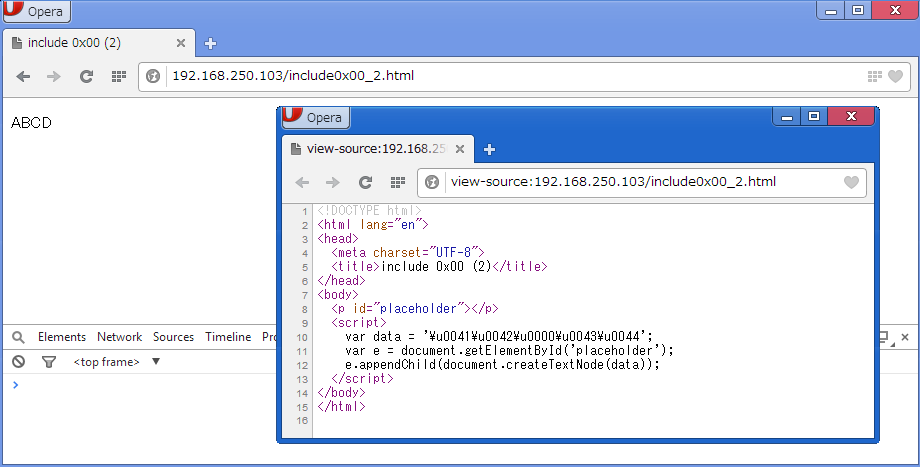 Opera
include 0x00 (2)
192.168.250.103/include0x00_2.html
ABCD
Elements Network Sources Timeline Pro
<top frame>
Opera
view-source:192.168.25
view-source:192.168.250.103/include0x00_2.html
1 <!DOCTYPE html>
2 <html lang="en">
3 <head>
4 <meta charset="UTF-8">
5 <title>include 0x00 (2)</title>
6 </head>
7 <body>
8 <p id="placeholder"></p>
9 <script>
10 var data = '¥u0041¥u0042¥u0000¥u0043¥u0044';
11 var e = document.getElementById('placeholder');
12 e.appendChild(document.createTextNode(data));
13 </script>
14 </body>
15 </html>
16